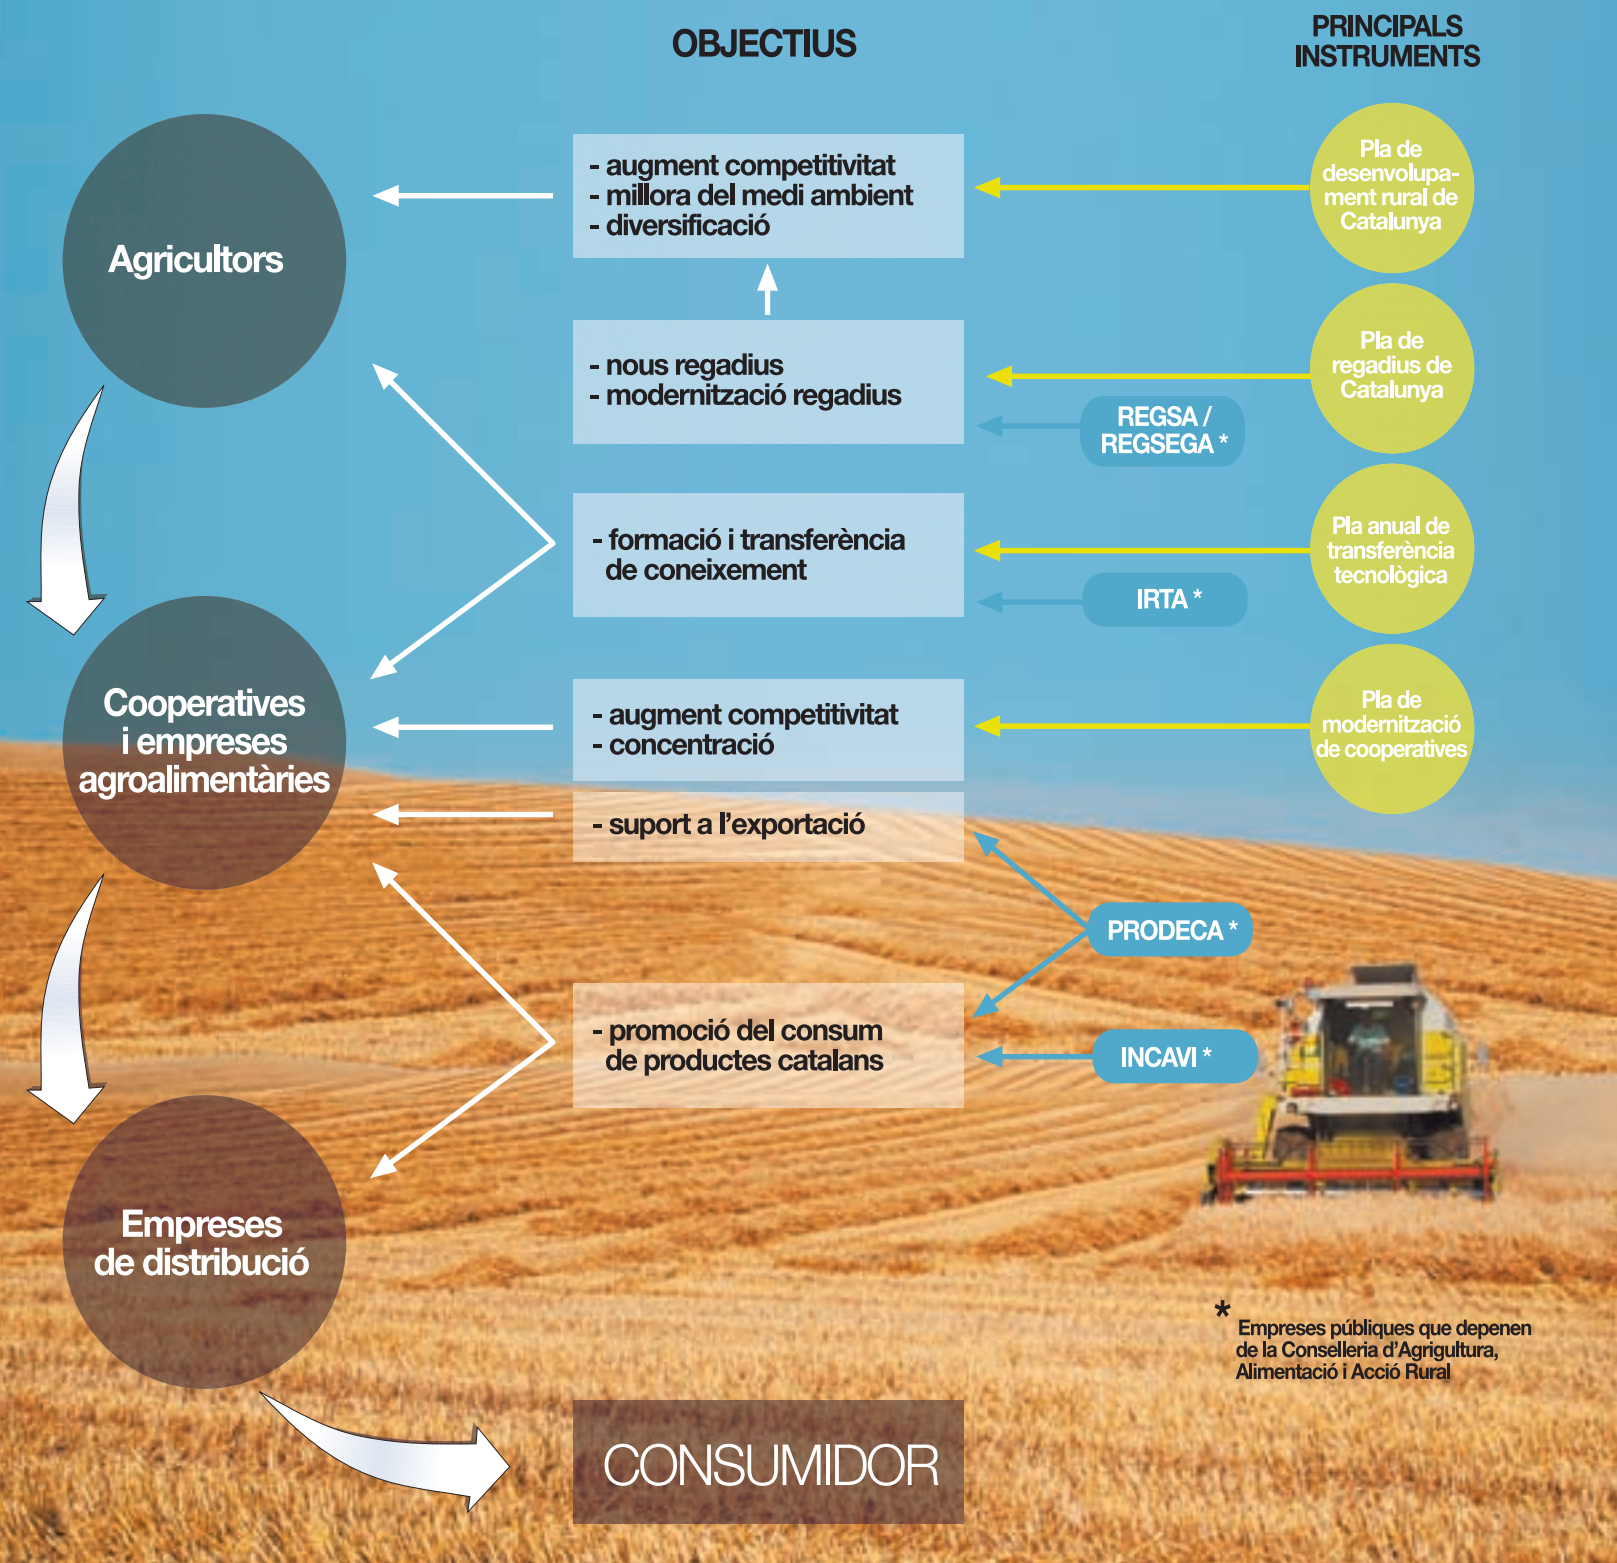 OBJECTIUS
PRINCIPALS
INSTRUMENTS
Agricultors
- augment competitivitat
- millora del medi ambient
- diversificació
Pla de
desenvolupa-
ment rural de
Catalunya
- nous regadius
- modernització regadius
Pla de
regadius de
Catalunya
REGSA /
REGSEGA *
- formació i transferència
de coneixement
Pla anual de
transferència
tecnològica
IRTA *
Cooperatives
i empreses
agroalimentàries
- augment competitivitat
- concentració
Pla de
modernització
de cooperatives
- suport a l'exportació
PRODECA *
- promoció del consum
de productes catalans
INCAVI *
Empreses
de distribució
* Empreses públiques que depenen
de la Conselleria d'Agrigultura,
Alimentació i Acció Rural
CONSUMIDOR